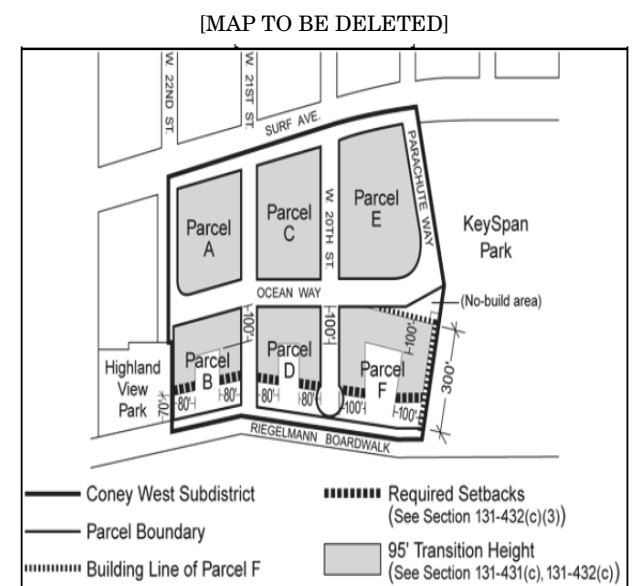 [MAP TO BE DELETED]
W. 22ND ST.
W. 21ST ST.
SURF AVE.
PARACHUTE WAY
Parcel
A
Parcel
C
W. 20TH ST.
Parcel
E
KeySpan
Park
OCEAN WAY
(No-build area)
100'
100'
100'
Highland
View
Park
Parcel
B
Parcel
D
Parcel
F
300'
70'
80'
80'
80'
80'
100'
100'
RIEGELMANN BOARDWALK
Coney West Subdistrict
Parcel Boundary
Building Line of Parcel F
Required Setbacks
(See Section 131-432(c)(3))
95' Transition Height
(See Section 131-431(c), 131-432(c))